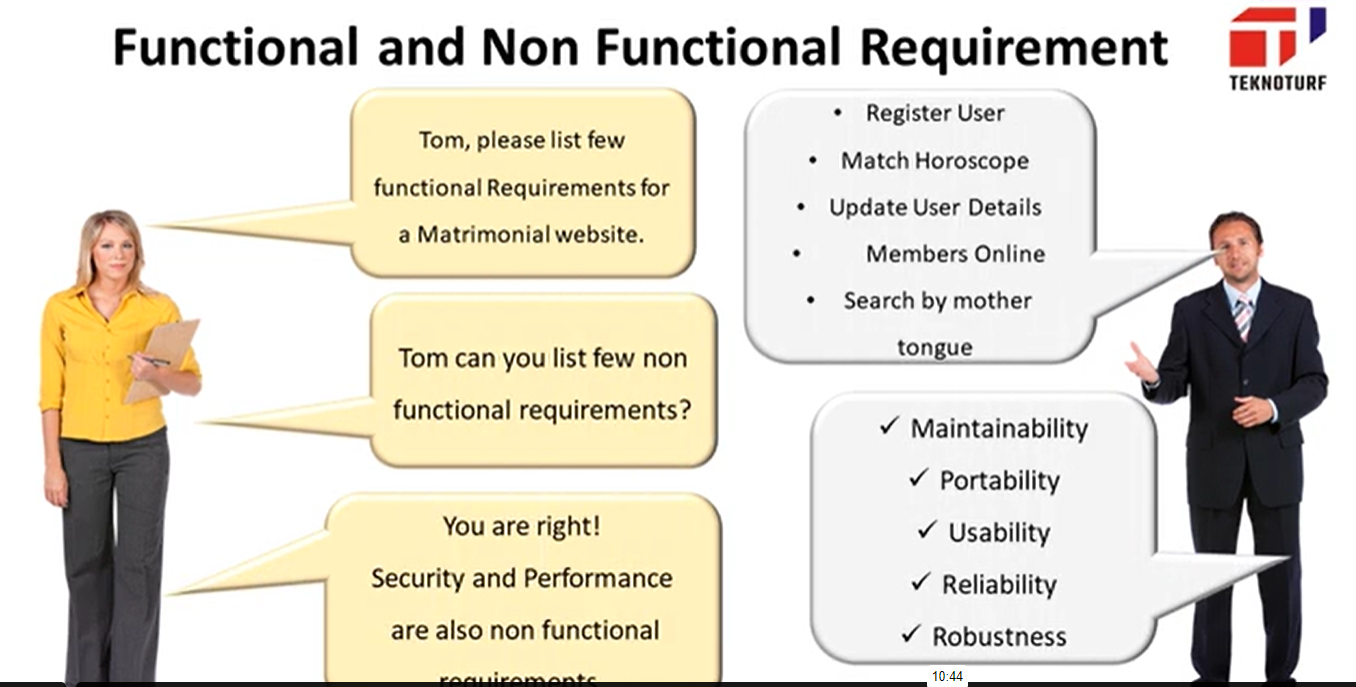 Functional and Non Functional Requirement
TEKNOTURF
Tom, please list few
functional Requirements for
a Matrimonial website.
• Register User
• Match Horoscope
• Update User Details
• Members Online
• Search by mother
tongue
Tom can you list few non
functional requirements?
✓ Maintainability
✓ Portability
✓ Usability
✓ Reliability
✓ Robustness
You are right!
Security and Performance
are also non functional
requirements
10:44